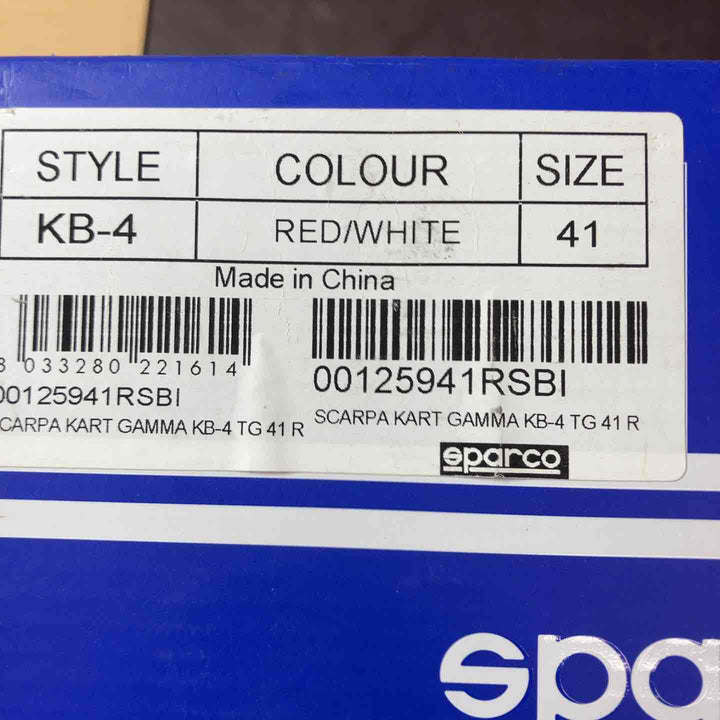 STYLE COLOUR SIZE
KB-4 RED/WHITE 41
Made in China
8 033280 221614
00125941RSBI 00125941RSBI
SCARPA KART GAMMA KB-4 TG 41 R SCARPA KART GAMMA KB-4 TG 41 R
sparco
spa